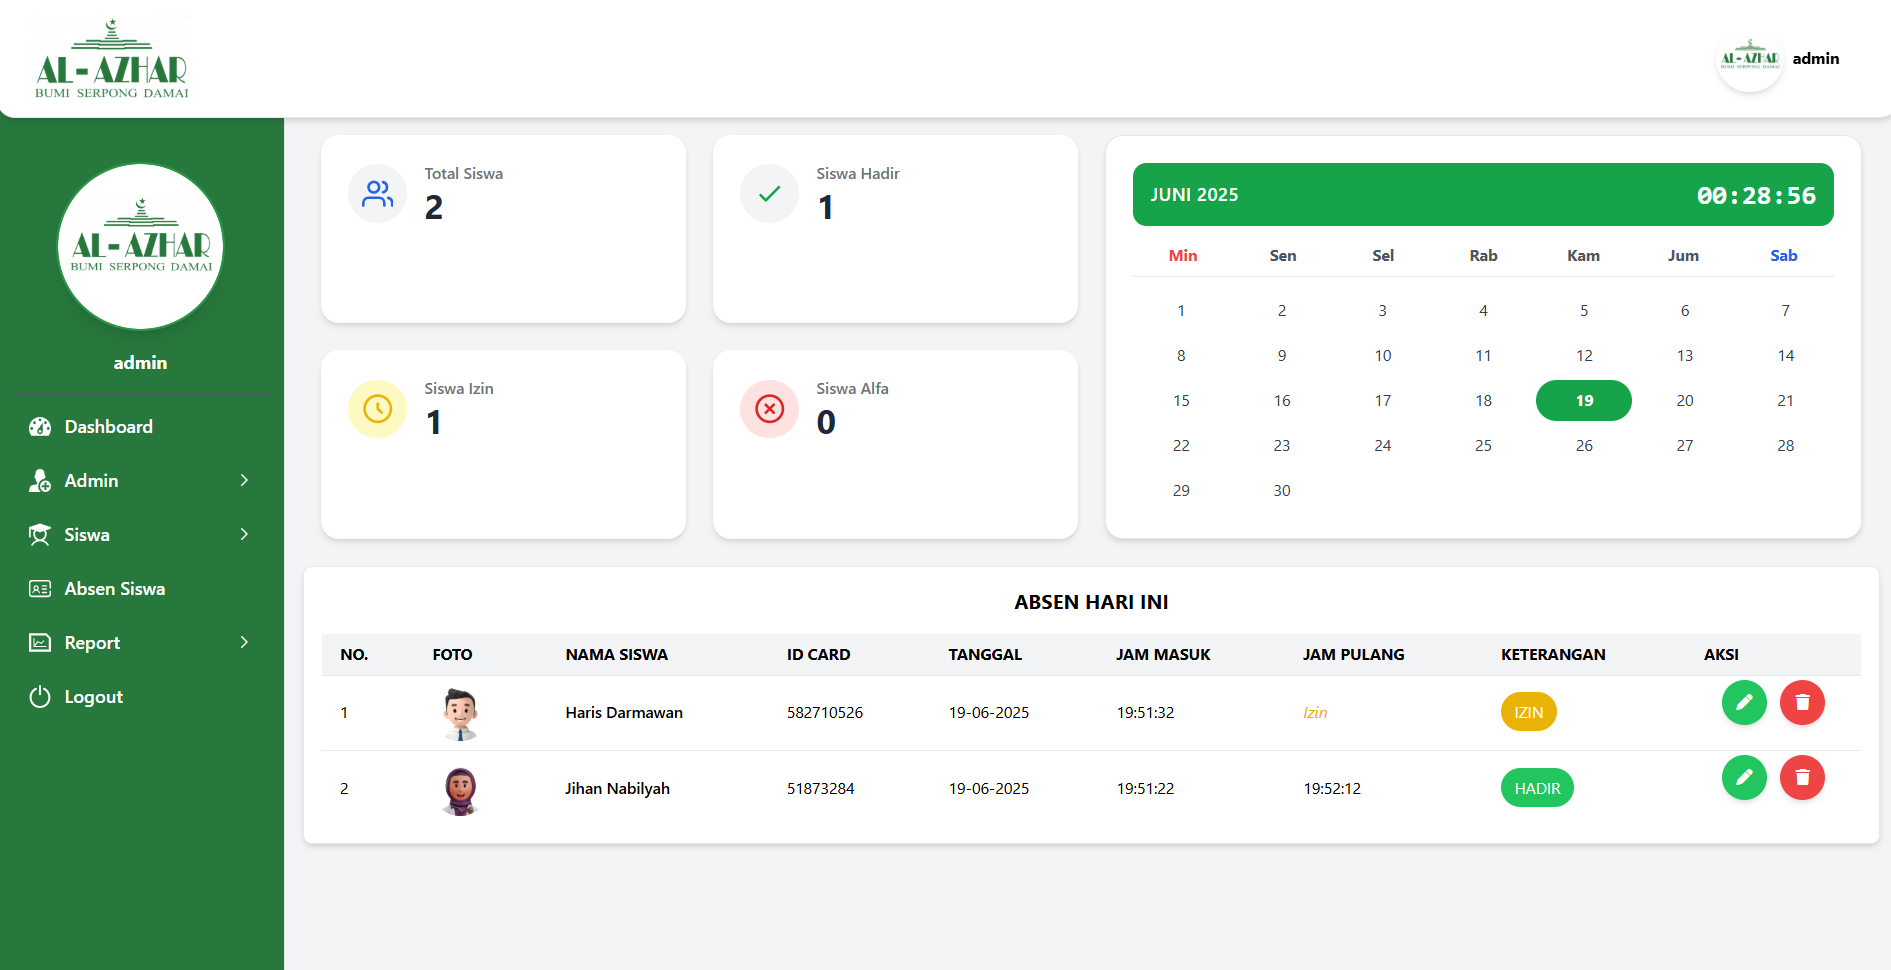 AL-AZHAR
BUMI SERPONG DAMAI
AL-AZHAR
admin
AL-AZHAR
BUMI SERPONG DAMAI
admin
Dashboard
Admin
Siswa
Absen Siswa
Report
Logout
Total Siswa
2
Siswa Hadir
1
Siswa Izin
1
Siswa Alfa
0
JUNI 2025 00:28:56
Min Sen Sel Rab Kam Jum Sab
1 2 3 4 5 6 7
8 9 10 11 12 13 14
15 16 17 18 19 20 21
22 23 24 25 26 27 28
29 30
ABSEN HARI INI
NO. FOTO NAMA SISWA ID CARD TANGGAL JAM MASUK JAM PULANG KETERANGAN AKSI
1 Haris Darmawan 582710526 19-06-2025 19:51:32 Izin IZIN
2 Jihan Nabilyah 51873284 19-06-2025 19:51:22 19:52:12 HADIR